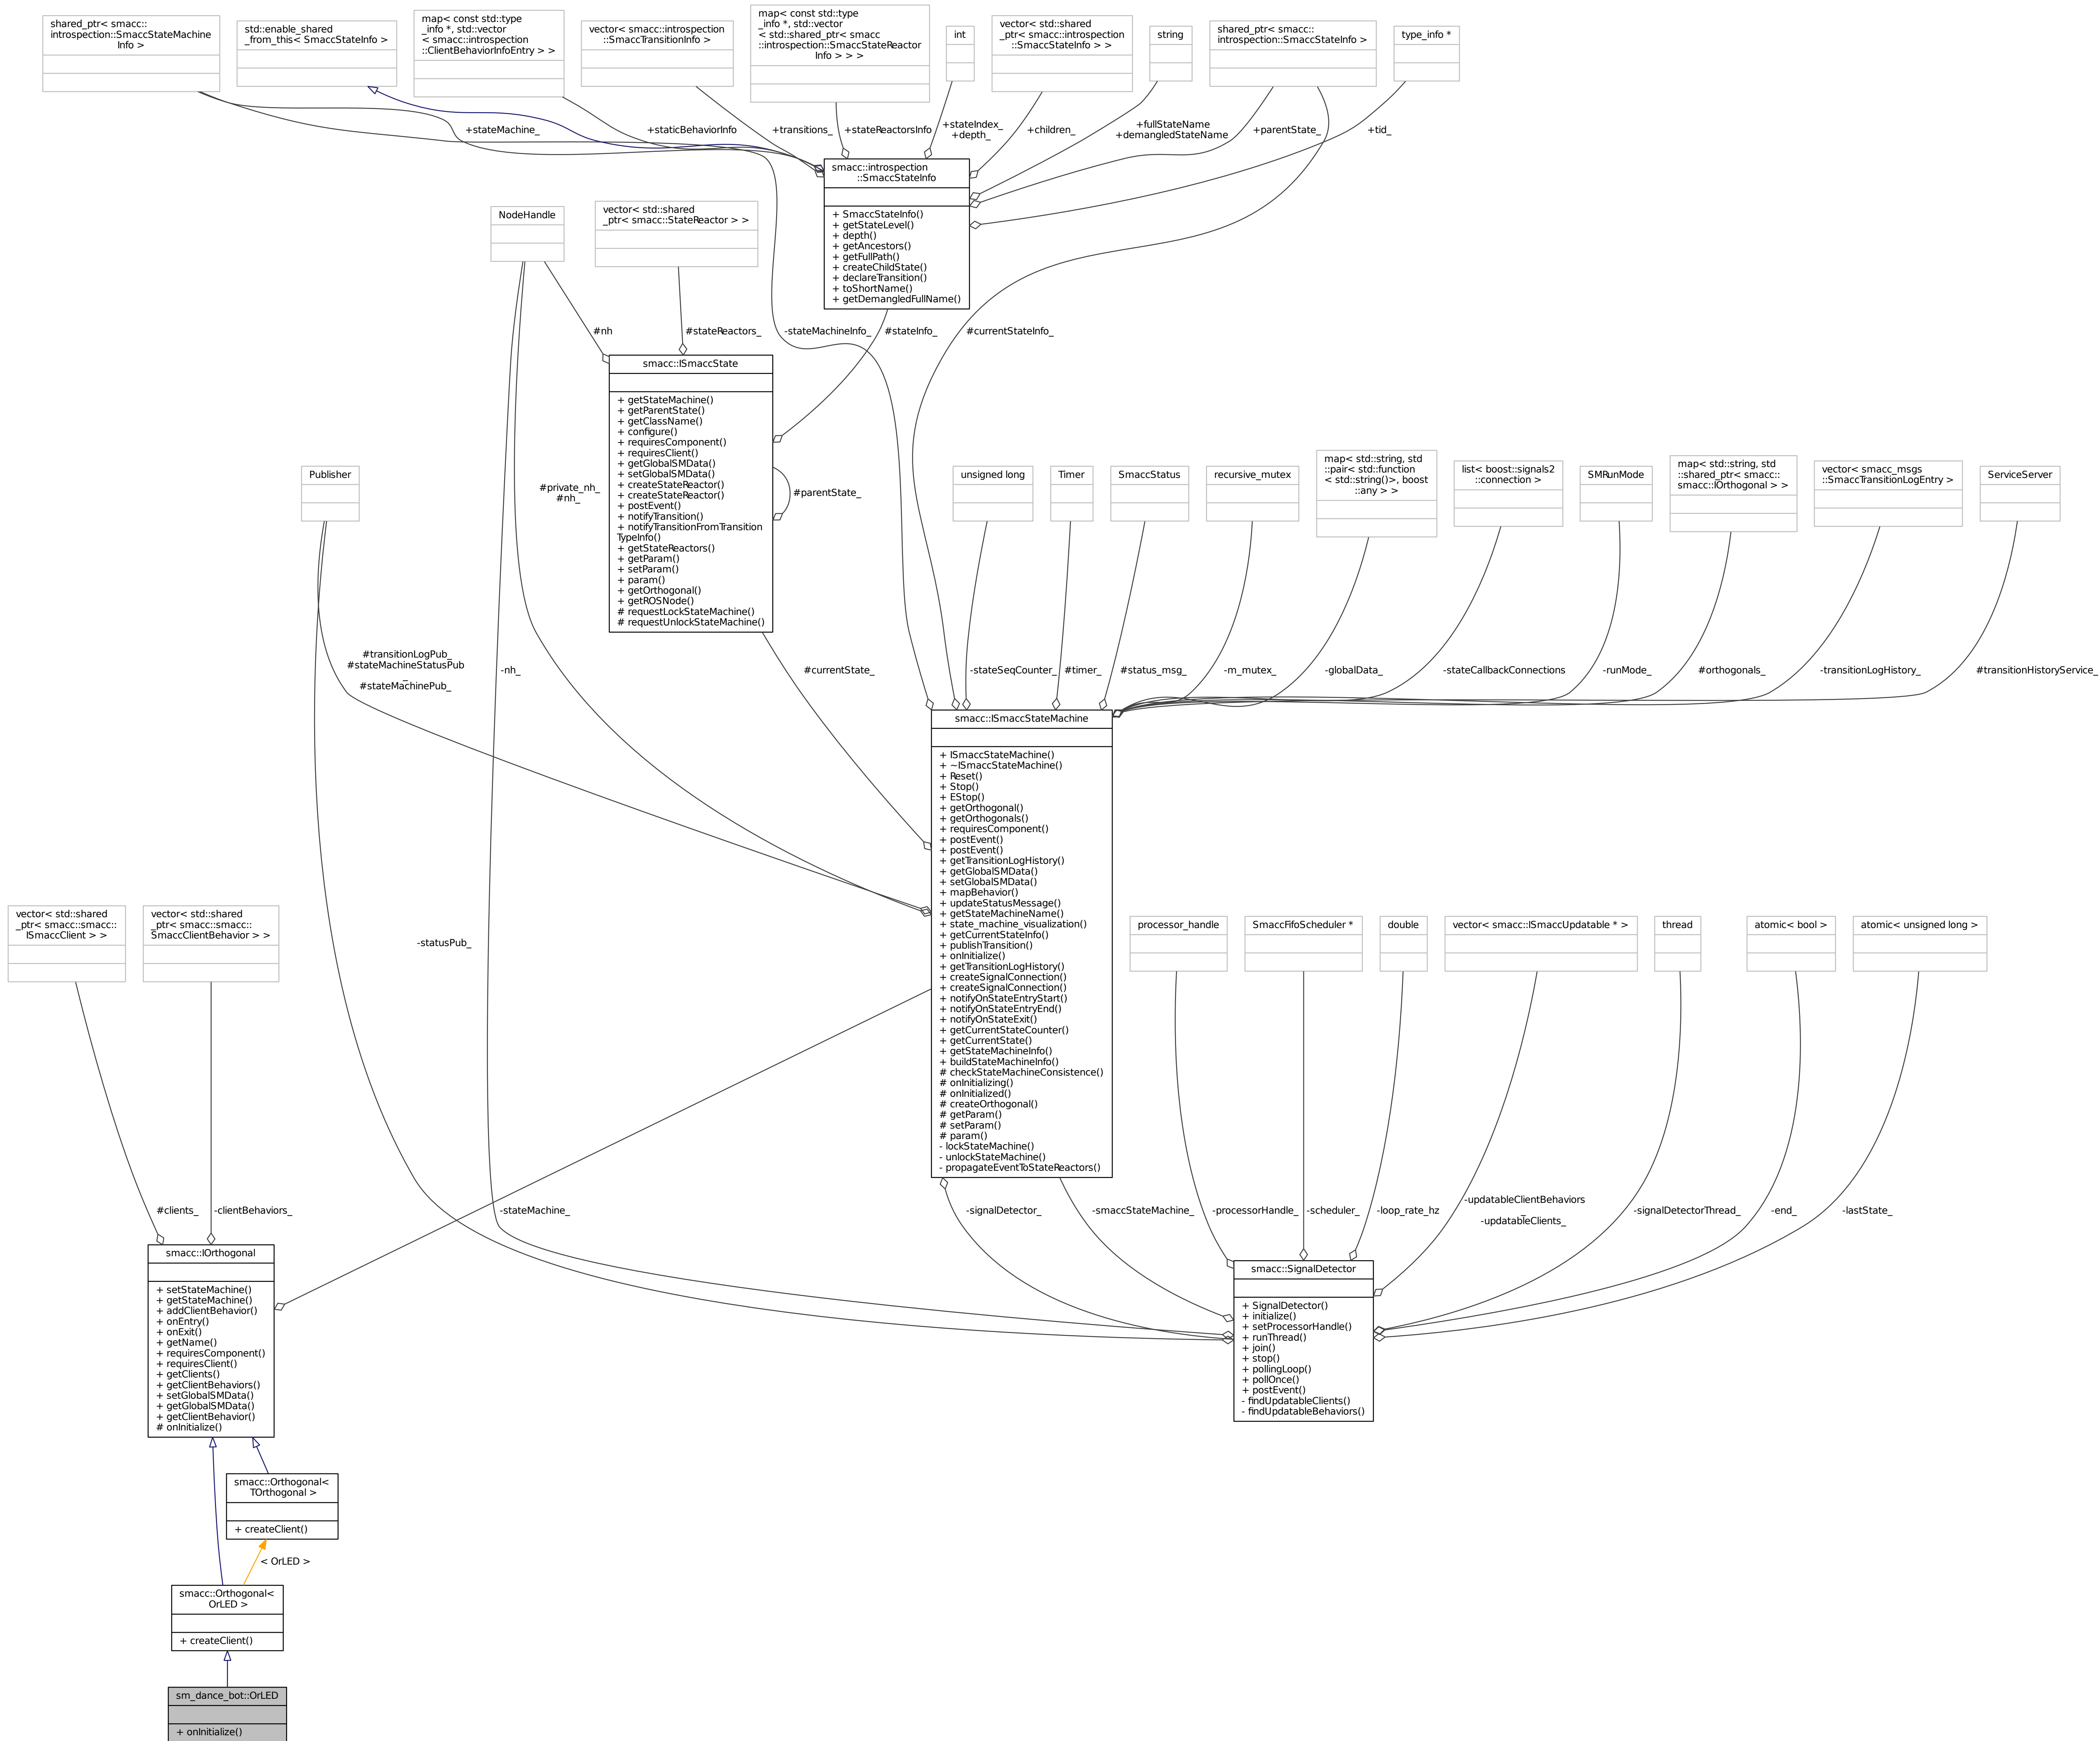 shared_ptr< smacc::
introspection::SmaccStateMachine
Info >
std::enable_shared
_from_this< SmaccStateInfo >
map< const std::type
_info *, std::vector
< smacc::introspection
::ClientBehaviorInfoEntry > >
vector< smacc::introspection
::SmaccTransitionInfo >
map< const std::type
_info *, std::vector
< std::shared_ptr< smacc
::introspection::SmaccStateReactor
Info > > >
int
vector< std::shared
_ptr< smacc::introspection
::SmaccStateInfo > >
string
shared_ptr< smacc::
introspection::SmaccStateInfo >
type_info *
+stateMachine_
+staticBehaviorInfo
+transitions_
+stateReactorsInfo
+stateIndex_
+depth_
+children_
+fullStateName
+demangledStateName
+parentState_
+tid_
smacc::introspection
::SmaccStateInfo
+ SmaccStateInfo()
+ getStateLevel()
+ depth()
+ getAncestors()
+ getFullPath()
+ createChildState()
+ declareTransition()
+ toShortName()
+ getDemangledFullName()
NodeHandle
vector< std::shared
_ptr< smacc::StateReactor > >
#nh
#stateReactors_
-stateMachineInfo_
#stateInfo_
#currentStateInfo_
smacc::ISmaccState
+ getStateMachine()
+ getParentState()
+ getClassName()
+ configure()
+ requiresComponent()
+ requiresClient()
+ getGlobalSMData()
+ setGlobalSMData()
+ createStateReactor()
+ createStateReactor()
+ postEvent()
+ notifyTransition()
+ notifyTransitionFromTransition
TypeInfo()
+ getStateReactors()
+ getParam()
+ setParam()
+ param()
+ getOrthogonal()
+ getROSNode()
# requestLockStateMachine()
# requestUnlockStateMachine()
#parentState_
#private_nh_
#nh_
Publisher
unsigned long
Timer
SmaccStatus
recursive_mutex
map< std::string, std
::pair< std::function
< std::string()>, boost
::any > >
list< boost::signals2
::connection >
SMRunMode
map< std::string, std
::shared_ptr< smacc::
smacc::IOrthogonal > >
vector< smacc_msgs
::SmaccTransitionLogEntry >
ServiceServer
#transitionLogPub_
#stateMachineStatusPub
_
#stateMachinePub_
-nh_
#currentState_
-stateSeqCounter_
#timer_
#status_msg_
-m_mutex_
-globalData_
-stateCallbackConnections
-runMode_
#orthogonals_
-transitionLogHistory_
#transitionHistoryService_
smacc::ISmaccStateMachine
+ ISmaccStateMachine()
+ ~ISmaccStateMachine()
+ Reset()
+ Stop()
+ EStop()
+ getOrthogonal()
+ getOrthogonals()
+ requiresComponent()
+ postEvent()
+ postEvent()
+ getTransitionLogHistory()
+ getGlobalSMData()
+ setGlobalSMData()
+ mapBehavior()
+ updateStatusMessage()
+ getStateMachineName()
+ state_machine_visualization()
+ getCurrentStateInfo()
+ publishTransition()
+ onInitialize()
+ getTransitionLogHistory()
+ createSignalConnection()
+ createSignalConnection()
+ notifyOnStateEntryStart()
+ notifyOnStateEntryEnd()
+ notifyOnStateExit()
+ getCurrentStateCounter()
+ getCurrentState()
+ getStateMachineInfo()
+ buildStateMachineInfo()
# checkStateMachineConsistence()
# onInitializing()
# onInitialized()
# createOrthogonal()
# getParam()
# setParam()
# param()
- lockStateMachine()
- unlockStateMachine()
- propagateEventToStateReactors()
vector< std::shared
_ptr< smacc::smacc::
ISmaccClient > >
vector< std::shared
_ptr< smacc::smacc::
SmaccClientBehavior > >
-statusPub_
processor_handle
SmaccFifoScheduler *
double
vector< smacc::ISmaccUpdatable * >
thread
atomic< bool >
atomic< unsigned long >
#clients_
-clientBehaviors_
-stateMachine_
-signalDetector_
-smaccStateMachine_
-processorHandle_
-scheduler_
-loop_rate_hz
-updatableClientBehaviors
_
-updatableClients_
-signalDetectorThread_
-end_
-lastState_
smacc::IOrthogonal
+ setStateMachine()
+ getStateMachine()
+ addClientBehavior()
+ onEntry()
+ onExit()
+ getName()
+ requiresComponent()
+ requiresClient()
+ getClients()
+ getClientBehaviors()
+ setGlobalSMData()
+ getGlobalSMData()
+ getClientBehavior()
# onInitialize()
smacc::SignalDetector
+ SignalDetector()
+ initialize()
+ setProcessorHandle()
+ runThread()
+ join()
+ stop()
+ pollingLoop()
+ pollOnce()
+ postEvent()
- findUpdatableClients()
- findUpdatableBehaviors()
smacc::Orthogonal<
TOrthogonal >
+ createClient()
< OrLED >
smacc::Orthogonal<
OrLED >
+ createClient()
sm_dance_bot::OrLED
+ onInitialize()